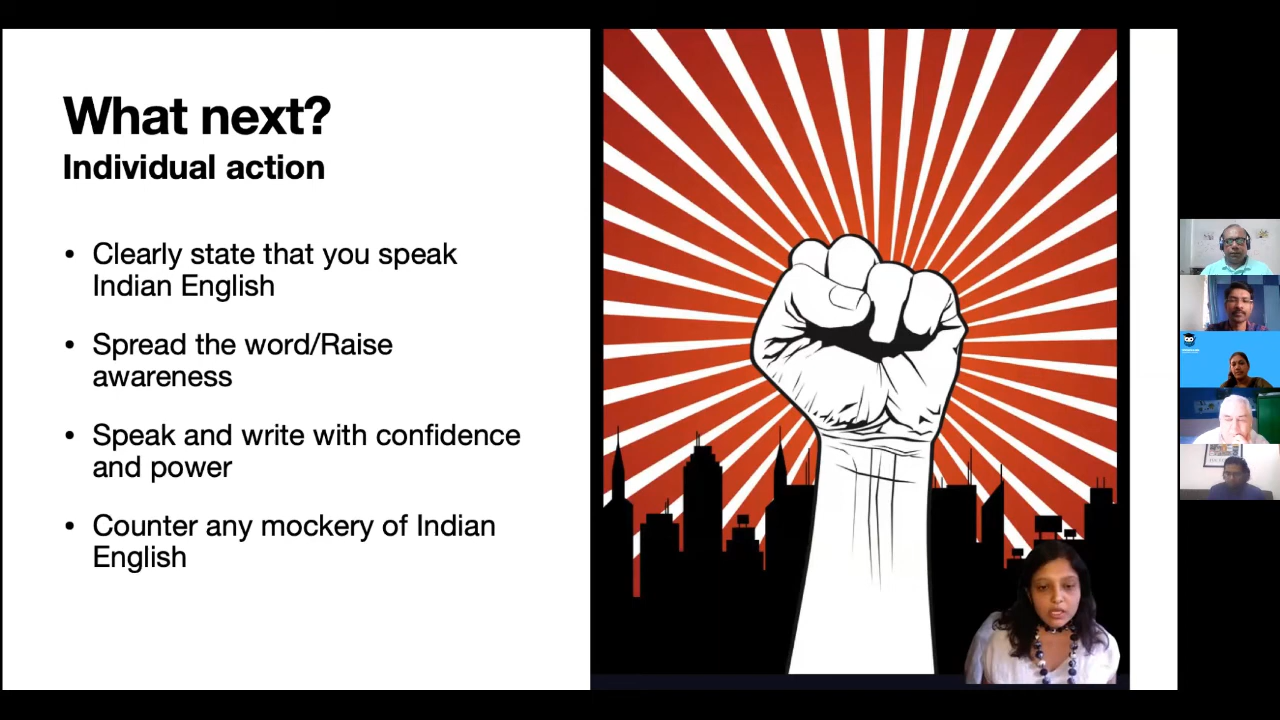 What next?
Individual action
• Clearly state that you speak
Indian English
• Spread the word/Raise
awareness
• Speak and write with confidence
and power
• Counter any mockery of Indian
English